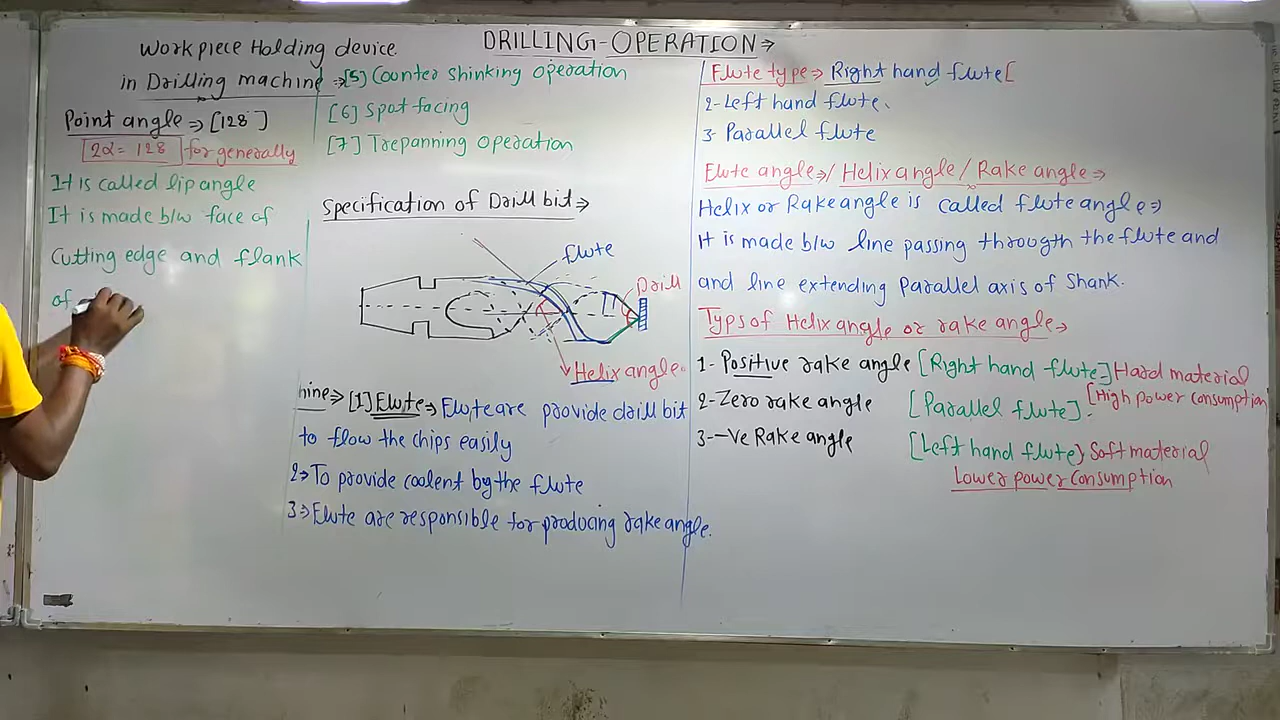 DRILLING-OPERATION⇒
Workpiece Holding device
in Drilling machine
Point angle ⇒ [128°]
2α = 128 for generally
It is called lip angle
It is made b/w face of
Cutting edge and flank
of
⇒[5] Counter shinking operation
[6] Spot facing
[7] Trepanning operation
Specification of Drill bit⇒
flute
Drill
Helix angle
hine⇒ [1] Flute⇒ Flute are provide drill bit
to flow the chips easily
2⇒ To provide coolent by the flute
3⇒ Flute are responsible for producing rake angle.
Flute type ⇒ Right hand flute [
2- Left hand flute.
3- Parallel flute
Flute angle⇒/ Helix angle / Rake angle⇒
Helix or Rake angle is called flute angle⇒
It is made b/w line passing througth the flute and
and line extending Parallel axis of Shank.
Typs of Helix angle or rake angle⇒
1- Positive rake angle [Right hand flute] Hard material
[High power consumption
2- Zero rake angle [Parallel flute].
3- -Ve Rake angle [Left hand flute) Soft material
Lower power Consumption